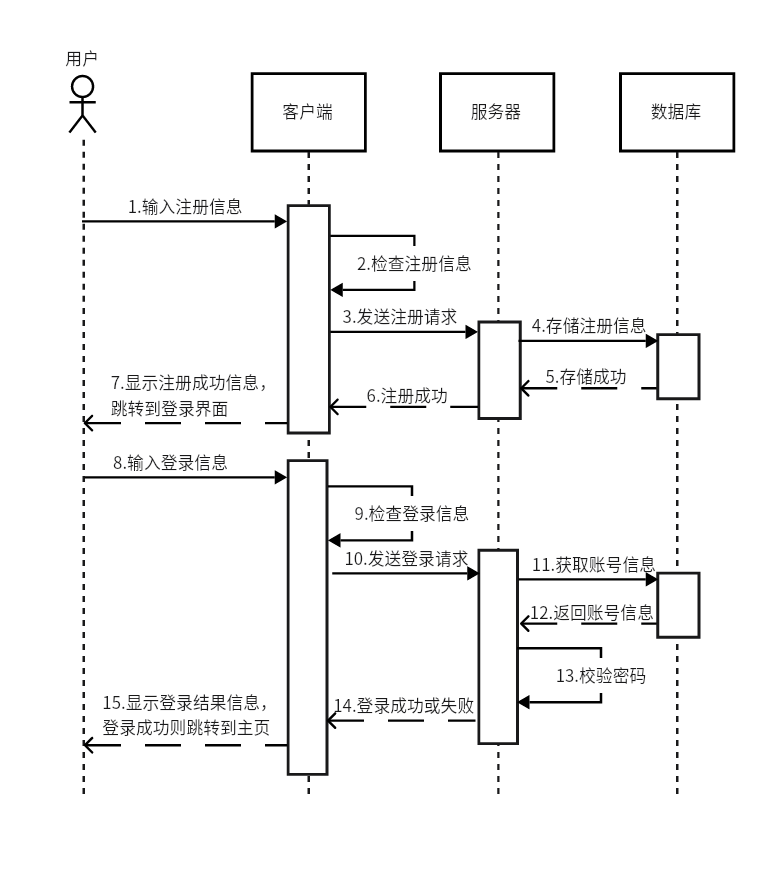 用户
客户端
服务器
数据库
1.输入注册信息
2.检查注册信息
3.发送注册请求
4.存储注册信息
5.存储成功
6.注册成功
7.显示注册成功信息，
跳转到登录界面
8.输入登录信息
9.检查登录信息
10.发送登录请求
11.获取账号信息
12.返回账号信息
13.校验密码
14.登录成功或失败
15.显示登录结果信息，
登录成功则跳转到主页